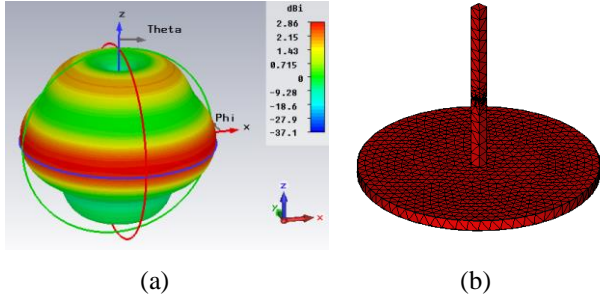 z
Theta
Phi
x
dBi
2.86
2.15
1.43
0.715
0
-9.28
-18.6
-27.9
-37.1
z
y
x
(a)
(b)